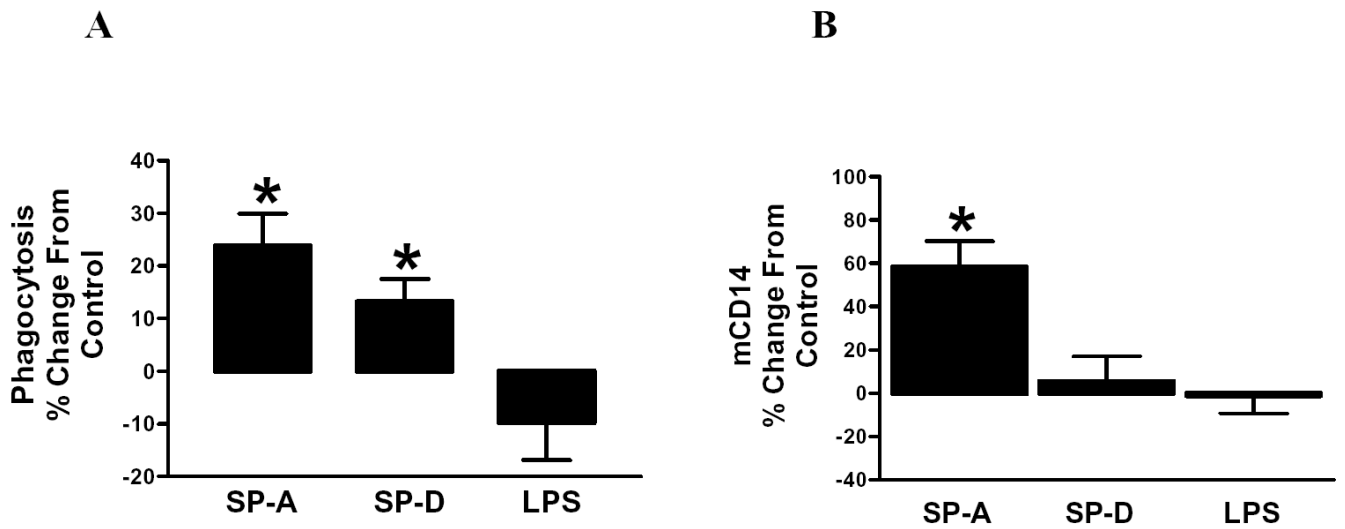 A
B
Phagocytosis
% Change From
Control
40
30
20
10
0
-10
-20
*
*
SP-A
SP-D
LPS
mCD14
% Change From
Control
100
80
60
40
20
0
-20
-40
*
SP-A
SP-D
LPS